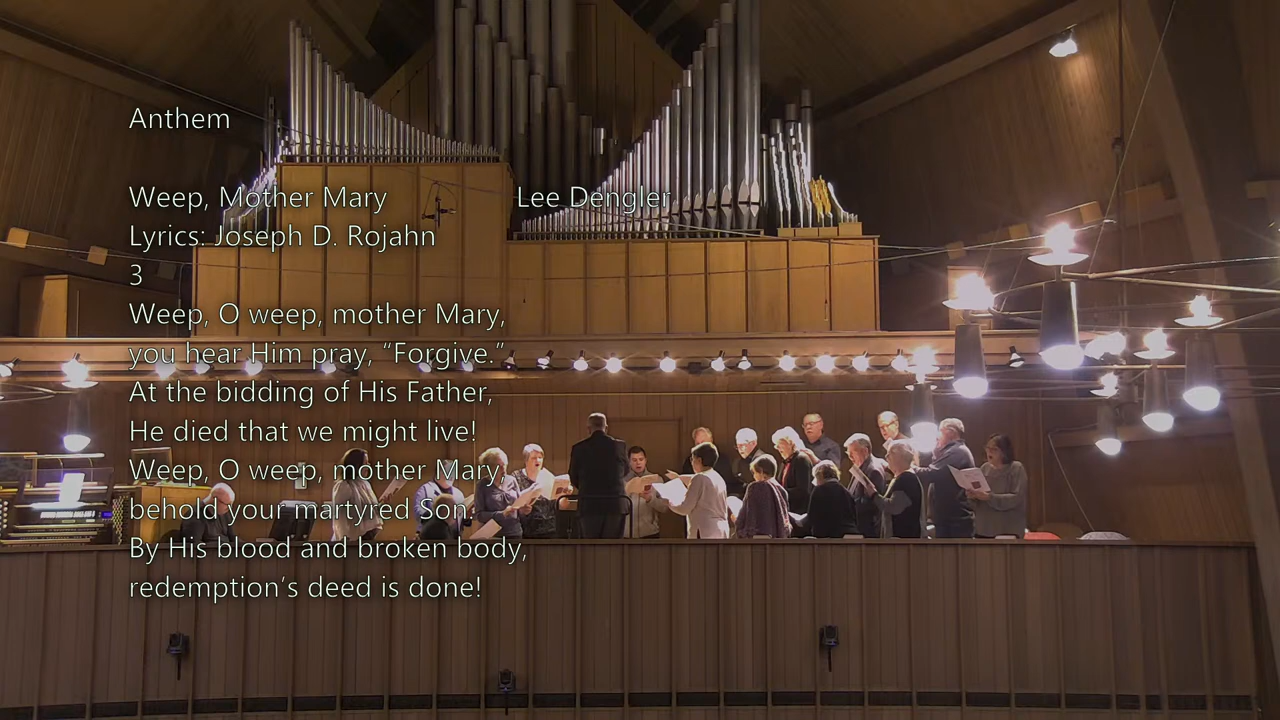 Anthem
Weep, Mother Mary Lee Dengler
Lyrics: Joseph D. Rojahn
3
Weep, O weep, mother Mary,
you hear Him pray, “Forgive.”
At the bidding of His Father,
He died that we might live!
Weep, O weep, mother Mary,
behold your martyred Son.
By His blood and broken body,
redemption’s deed is done!